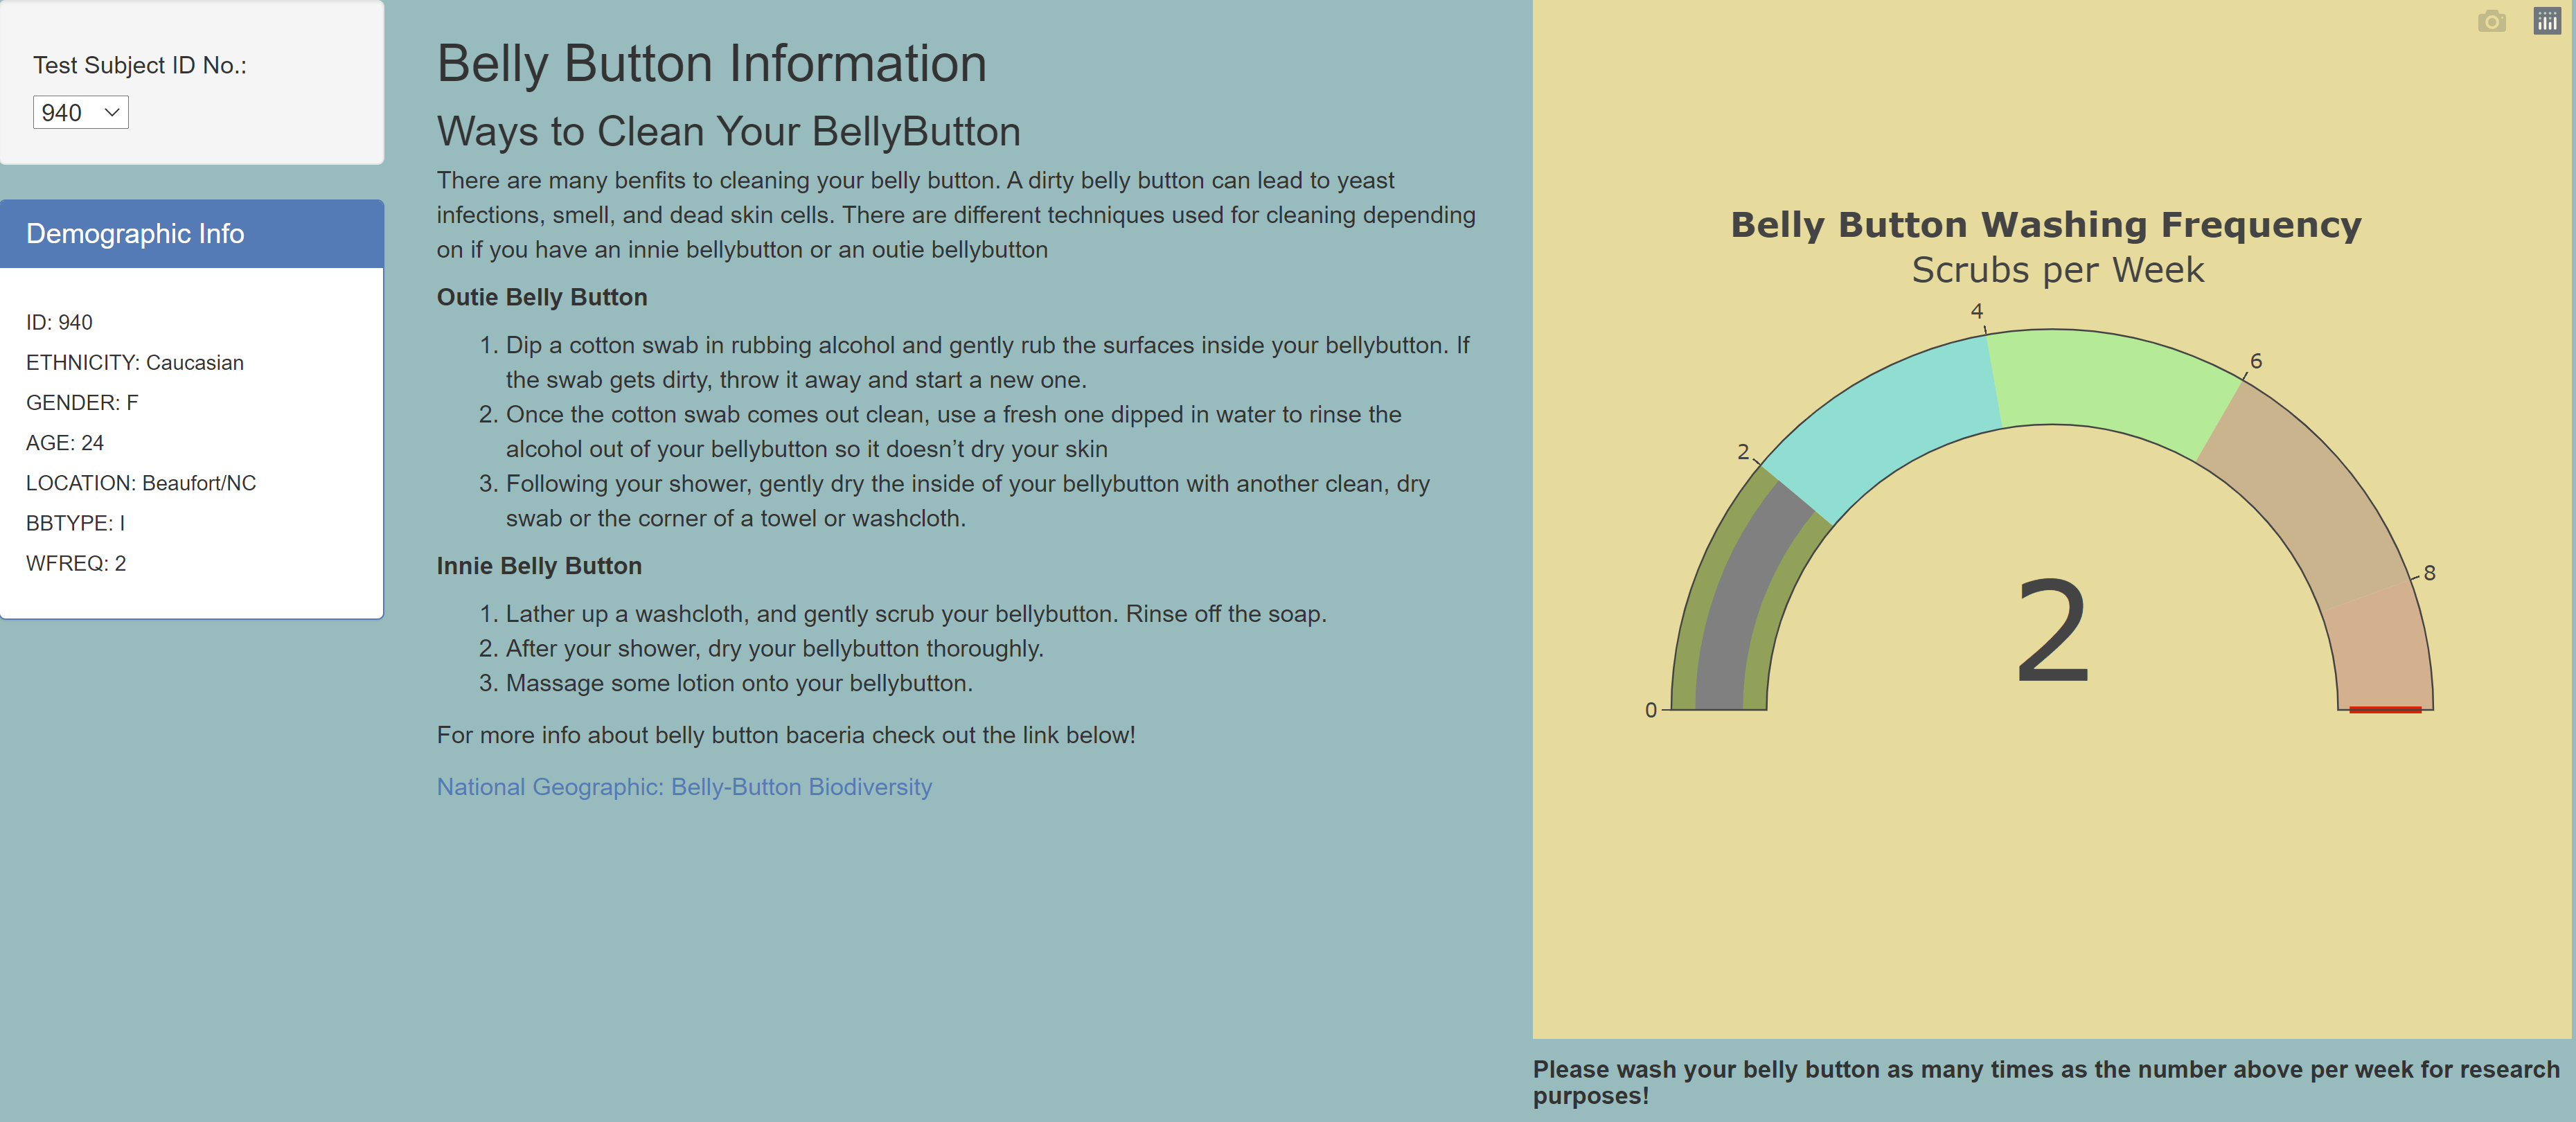 Test Subject ID No.:
940
Demographic Info
ID: 940
ETHNICITY: Caucasian
GENDER: F
AGE: 24
LOCATION: Beaufort/NC
BBTYPE: I
WFREQ: 2
Belly Button Information
Ways to Clean Your BellyButton
There are many benfits to cleaning your belly button. A dirty belly button can lead to yeast
infections, smell, and dead skin cells. There are different techniques used for cleaning depending
on if you have an innie bellybutton or an outie bellybutton
Outie Belly Button
1. Dip a cotton swab in rubbing alcohol and gently rub the surfaces inside your bellybutton. If
the swab gets dirty, throw it away and start a new one.
2. Once the cotton swab comes out clean, use a fresh one dipped in water to rinse the
alcohol out of your bellybutton so it doesn’t dry your skin
3. Following your shower, gently dry the inside of your bellybutton with another clean, dry
swab or the corner of a towel or washcloth.
Innie Belly Button
1. Lather up a washcloth, and gently scrub your bellybutton. Rinse off the soap.
2. After your shower, dry your bellybutton thoroughly.
3. Massage some lotion onto your bellybutton.
For more info about belly button baceria check out the link below!
National Geographic: Belly-Button Biodiversity
Belly Button Washing Frequency
Scrubs per Week
0
2
4
6
8
2
Please wash your belly button as many times as the number above per week for research
purposes!